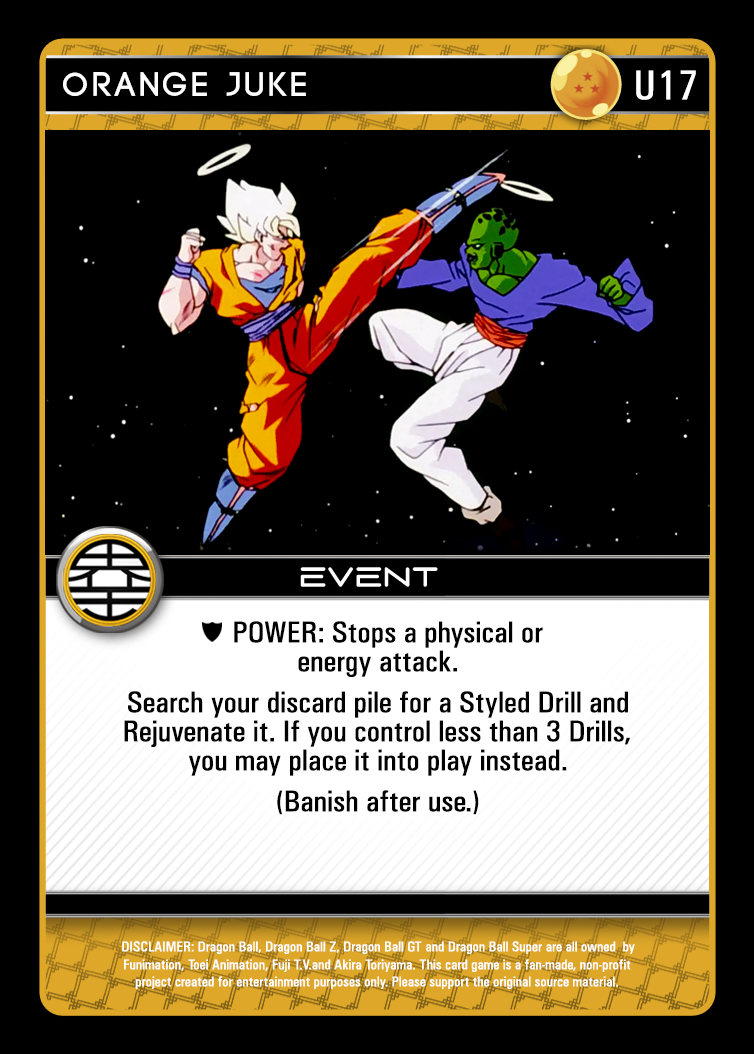 ORANGE JUKE
U17
EVENT
POWER: Stops a physical or
energy attack.
Search your discard pile for a Styled Drill and
Rejuvenate it. If you control less than 3 Drills,
you may place it into play instead.
(Banish after use.)
DISCLAIMER: Dragon Ball, Dragon Ball Z, Dragon Ball GT and Dragon Ball Super are all owned by
Funimation, Toei Animation, Fuji T.V.and Akira Toriyama. This card game is a fan-made, non-profit
project created for entertainment purposes only. Please support the original source material.